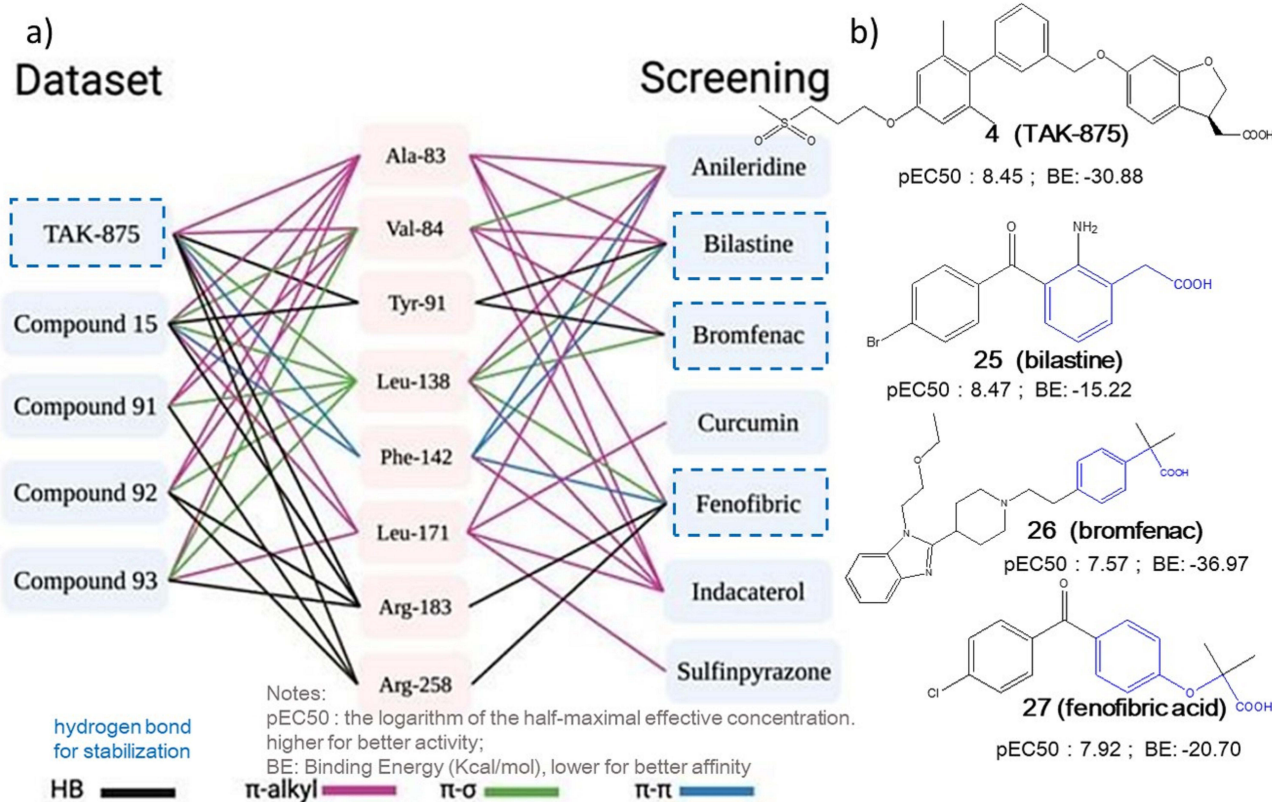 a)
Dataset
TAK-875
Compound 15
Compound 91
Compound 92
Compound 93
Ala-83
Val-84
Tyr-91
Leu-138
Phe-142
Leu-171
Arg-183
Arg-258
Screening
Anileridine
Bilastine
Bromfenac
Curcumin
Fenofibric
Indacaterol
Sulfinpyrazone
Notes:
pEC50 : the logarithm of the half-maximal effective concentration.
higher for better activity;
BE: Binding Energy (Kcal/mol), lower for better affinity
hydrogen bond
for stabilization
HB π-alkyl π-σ π-π
b)
O
O
S
O O
O
COOH
4 (TAK-875)
pEC50 : 8.45 ; BE: -30.88
O
NH₂
COOH
Br
25 (bilastine)
pEC50 : 8.47 ; BE: -15.22
O
N
N
N
COOH
26 (bromfenac)
pEC50 : 7.57 ; BE: -36.97
O
Cl
O
COOH
27 (fenofibric acid)
pEC50 : 7.92 ; BE: -20.70